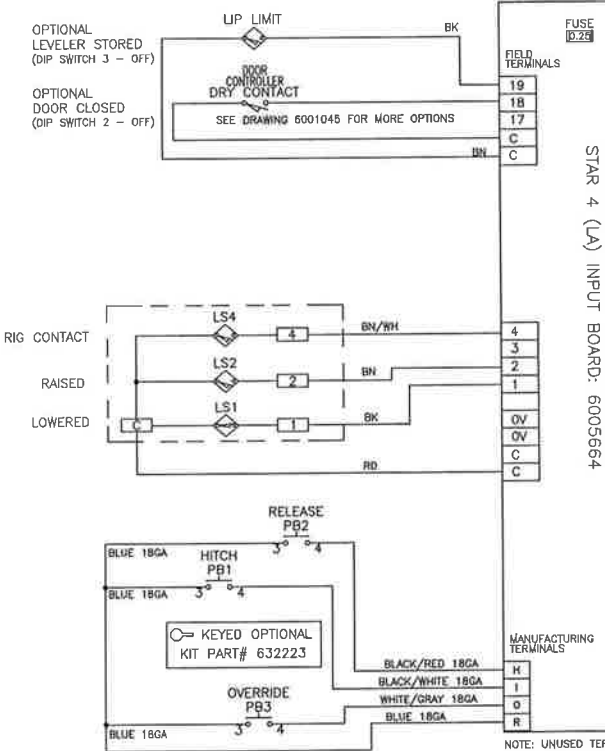 OPTIONAL
LEVELER STORED
(DIP SWITCH 3 - OFF)
UP LIMIT
BK
FUSE
0.25
FIELD
TERMINALS
OPTIONAL
DOOR CLOSED
(DIP SWITCH 2 - OFF)
DOOR
CONTROLLER
DRY CONTACT
SEE DRAWING 6001045 FOR MORE OPTIONS
BN
19
18
17
C
C
STAR 4 (LA) INPUT BOARD: 6005664
RIG CONTACT
LS4
4
BN/WH
RAISED
LS2
2
BN
LOWERED
C
LS1
1
BK
RD
4
3
2
1
0V
0V
C
C
RELEASE
PB2
3 4
BLUE 18GA
HITCH
PB1
3 4
BLUE 18GA
KEYED OPTIONAL
KIT PART# 632223
OVERRIDE
PB3
3 4
BLUE 18GA
MANUFACTURING
TERMINALS
BLACK/RED 18GA
H
BLACK/WHITE 18GA
I
WHITE/GRAY 18GA
O
BLUE 18GA
R
NOTE: UNUSED